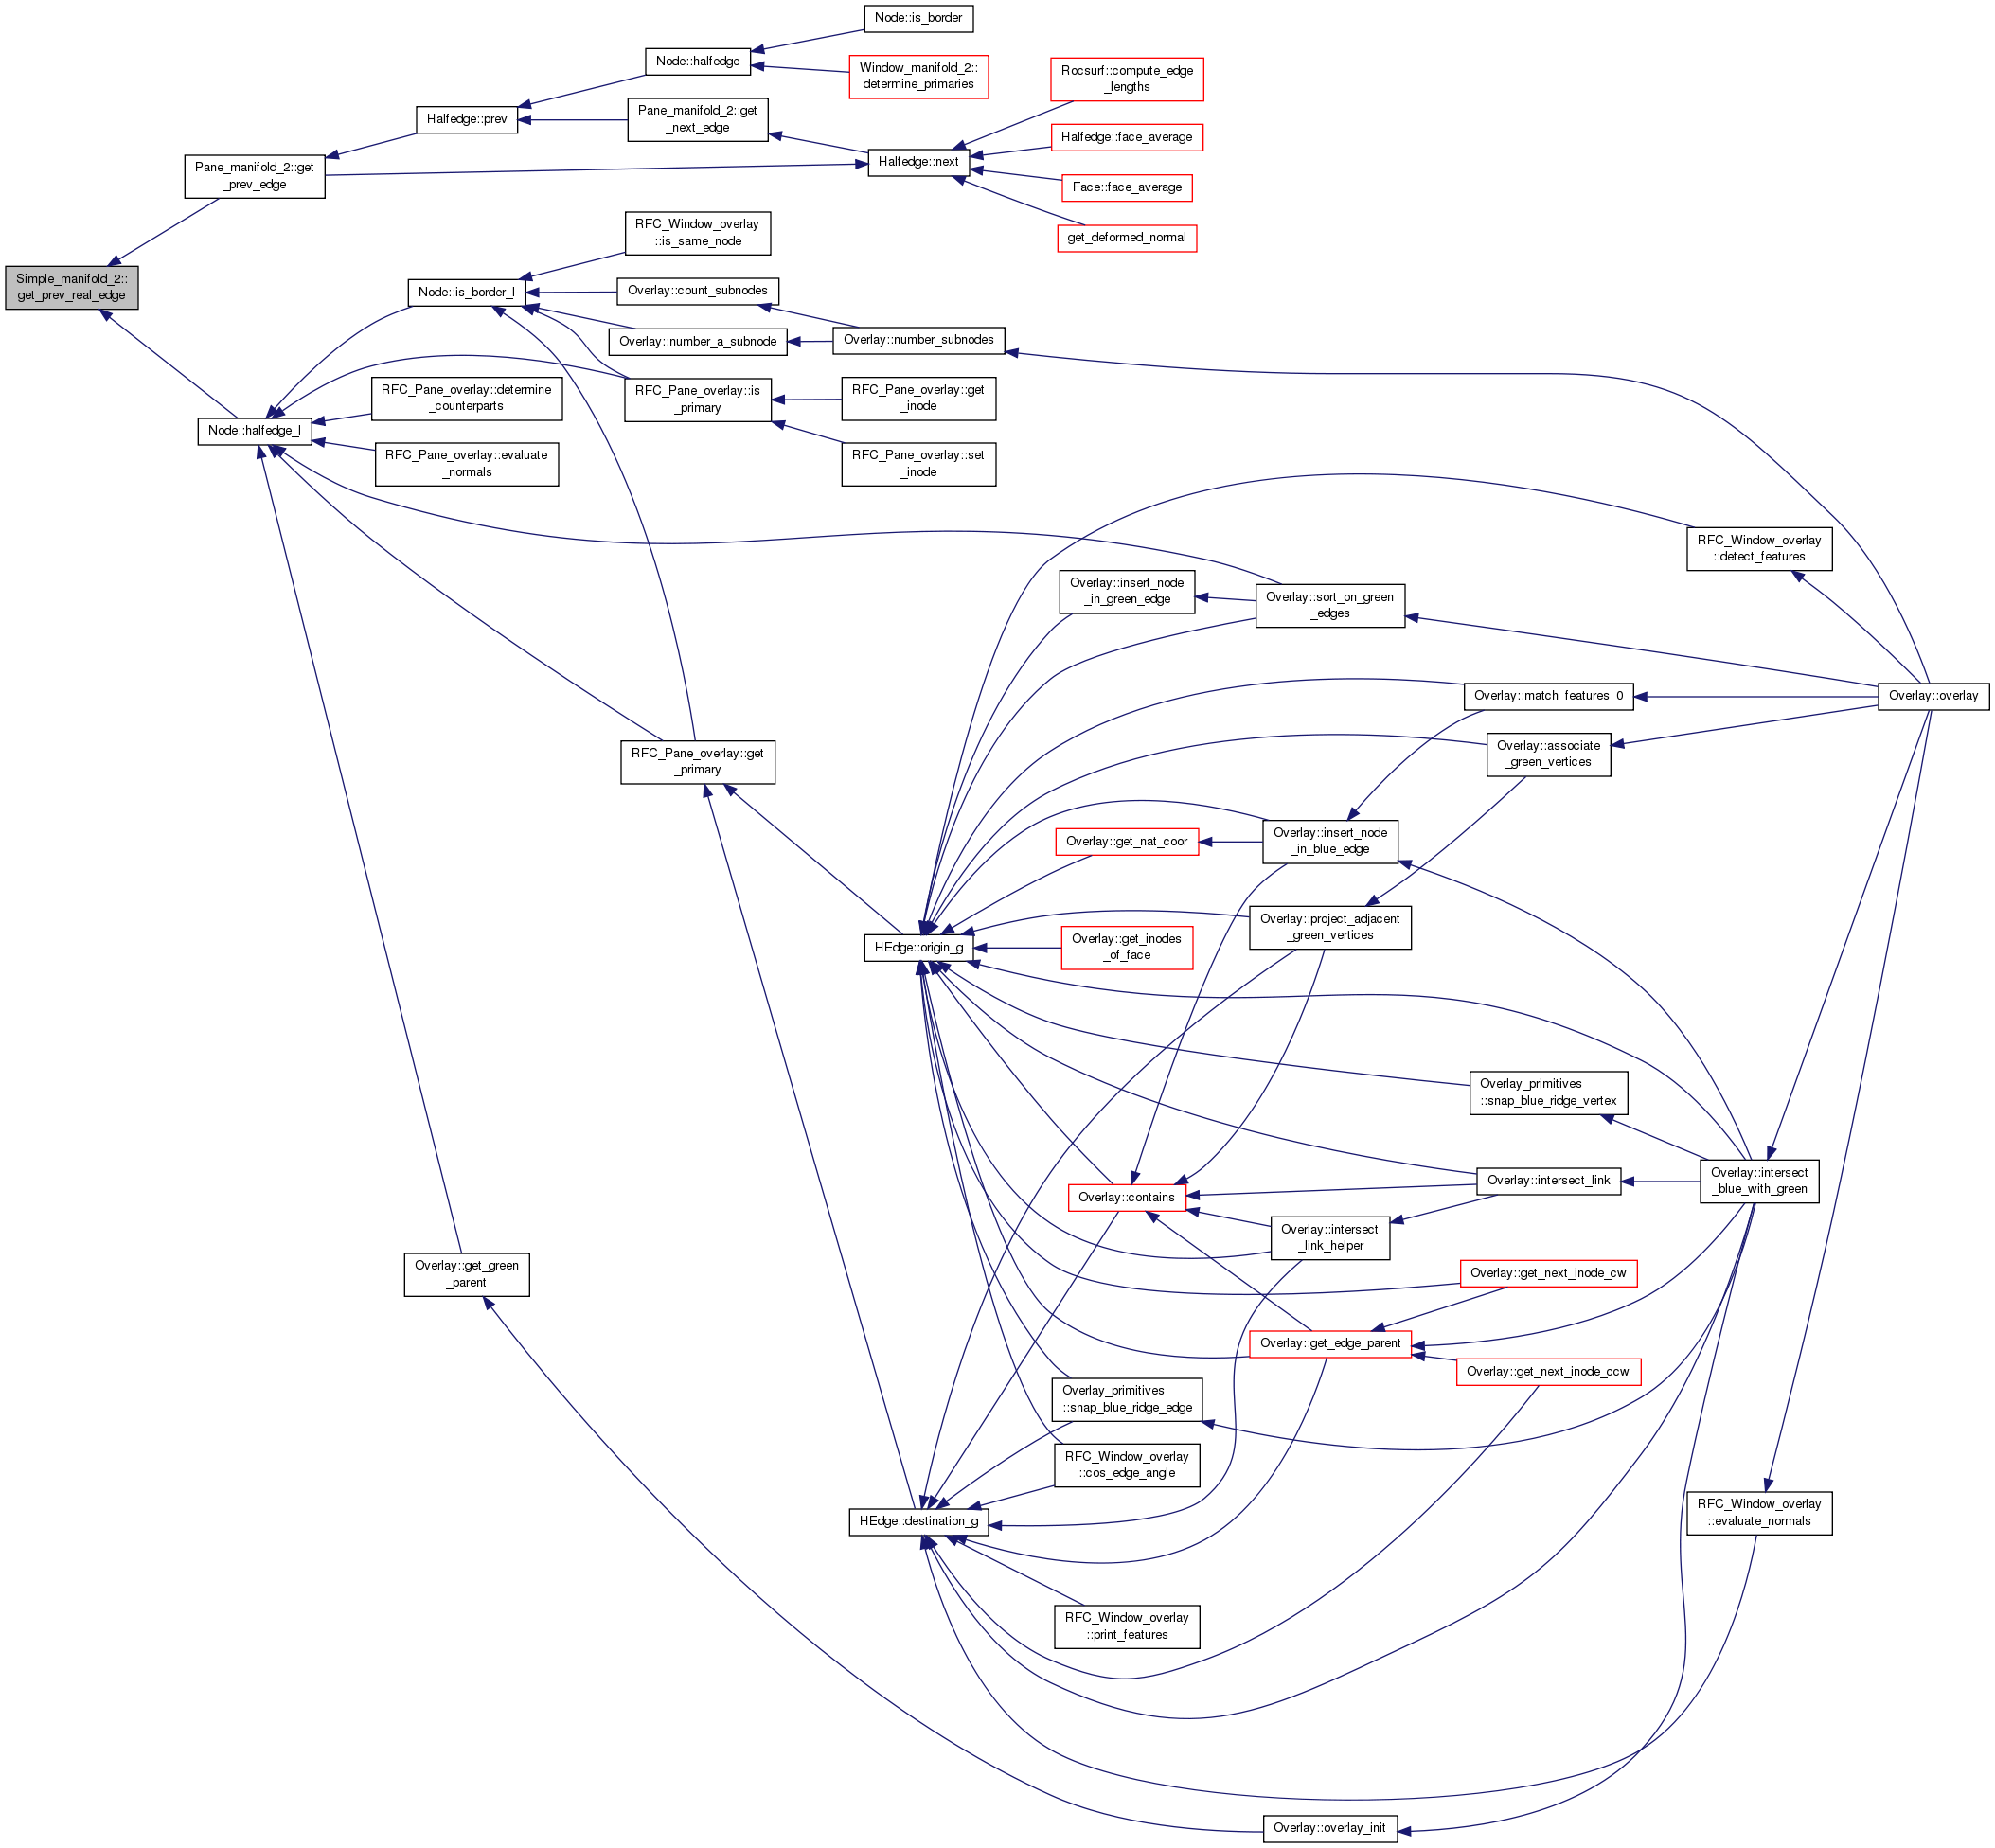 Node::is_border
Node::halfedge
Window_manifold_2::
determine_primaries
Rocsurf::compute_edge
_lengths
Halfedge::prev
Pane_manifold_2::get
_next_edge
Halfedge::face_average
Halfedge::next
Pane_manifold_2::get
_prev_edge
Face::face_average
get_deformed_normal
RFC_Window_overlay
::is_same_node
Simple_manifold_2::
get_prev_real_edge
Node::is_border_l
Overlay::count_subnodes
Overlay::number_a_subnode
Overlay::number_subnodes
RFC_Pane_overlay::determine
_counterparts
RFC_Pane_overlay::is
_primary
RFC_Pane_overlay::get
_inode
Node::halfedge_l
RFC_Pane_overlay::evaluate
_normals
RFC_Pane_overlay::set
_inode
RFC_Window_overlay
::detect_features
Overlay::insert_node
_in_green_edge
Overlay::sort_on_green
_edges
Overlay::match_features_0
Overlay::overlay
RFC_Pane_overlay::get
_primary
Overlay::associate
_green_vertices
Overlay::get_nat_coor
Overlay::insert_node
_in_blue_edge
Overlay::project_adjacent
_green_vertices
HEdge::origin_g
Overlay::get_inodes
_of_face
Overlay_primitives
::snap_blue_ridge_vertex
Overlay::intersect_link
Overlay::intersect
_blue_with_green
Overlay::contains
Overlay::intersect
_link_helper
Overlay::get_green
_parent
Overlay::get_next_inode_cw
Overlay::get_edge_parent
Overlay::get_next_inode_ccw
Overlay_primitives
::snap_blue_ridge_edge
RFC_Window_overlay
::cos_edge_angle
HEdge::destination_g
RFC_Window_overlay
::evaluate_normals
RFC_Window_overlay
::print_features
Overlay::overlay_init